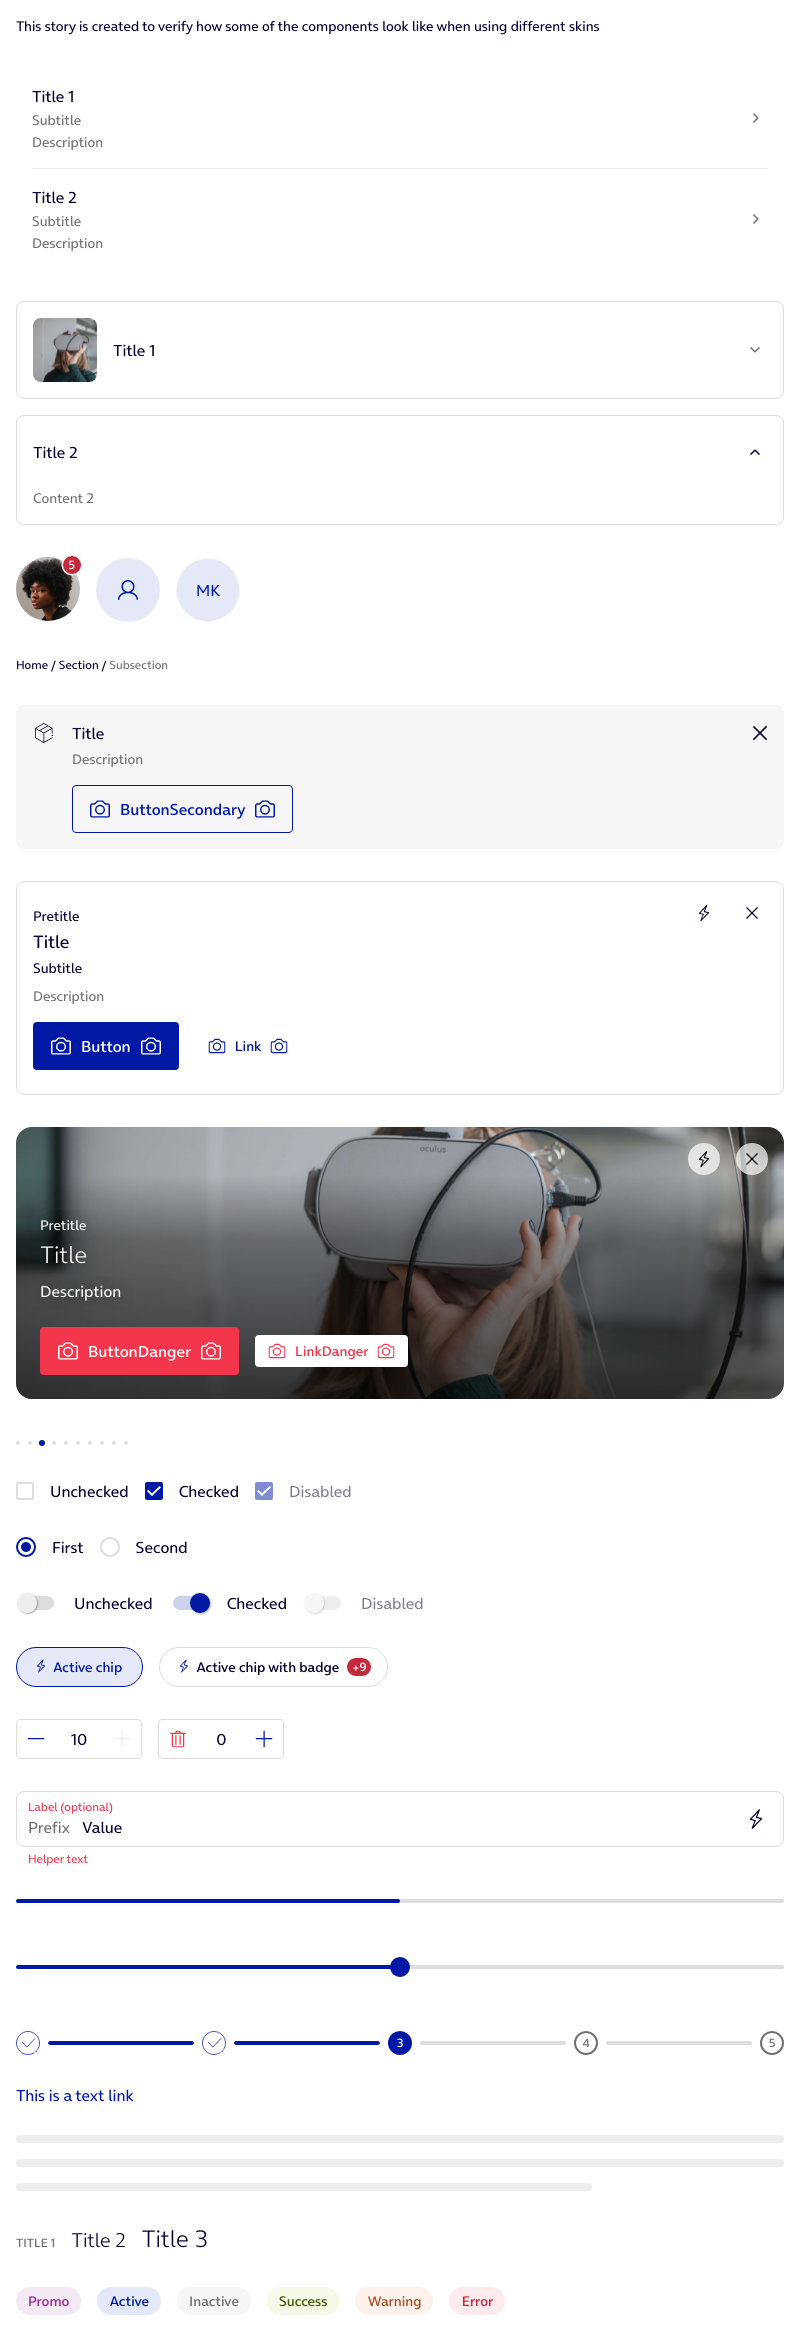 This story is created to verify how some of the components look like when using different skins
Title 1
Subtitle
Description
Title 2
Subtitle
Description
Title 1
Title 2
Content 2
5
MK
Home / Section / Subsection
Title
Description
ButtonSecondary
Pretitle
Title
Subtitle
Description
Button Link
oculus
Pretitle
Title
Description
ButtonDanger LinkDanger
Unchecked Checked Disabled
First Second
Unchecked Checked Disabled
Active chip Active chip with badge +9
10 0
Label (optional)
Prefix Value
Helper text
3 4 5
This is a text link
TITLE 1 Title 2 Title 3
Promo Active Inactive Success Warning Error